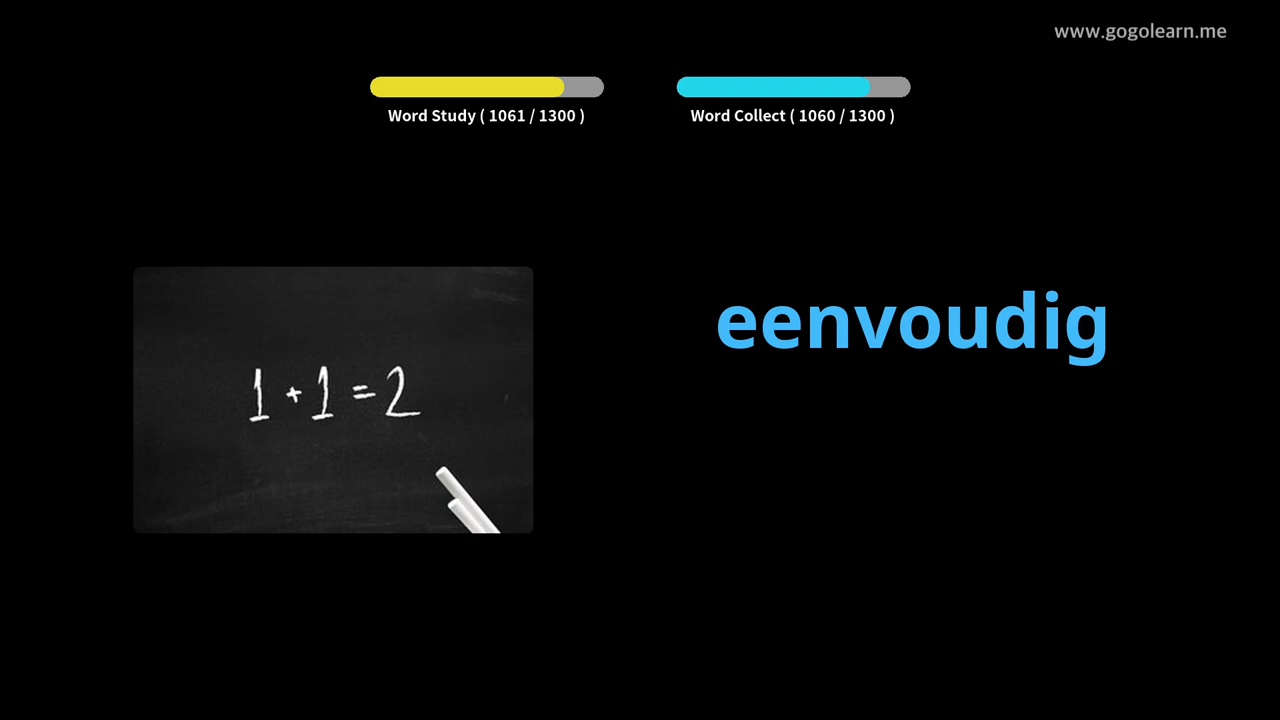 www.gogolearn.me
Word Study ( 1061 / 1300 )
Word Collect ( 1060 / 1300 )
eenvoudig
1 + 1 = 2